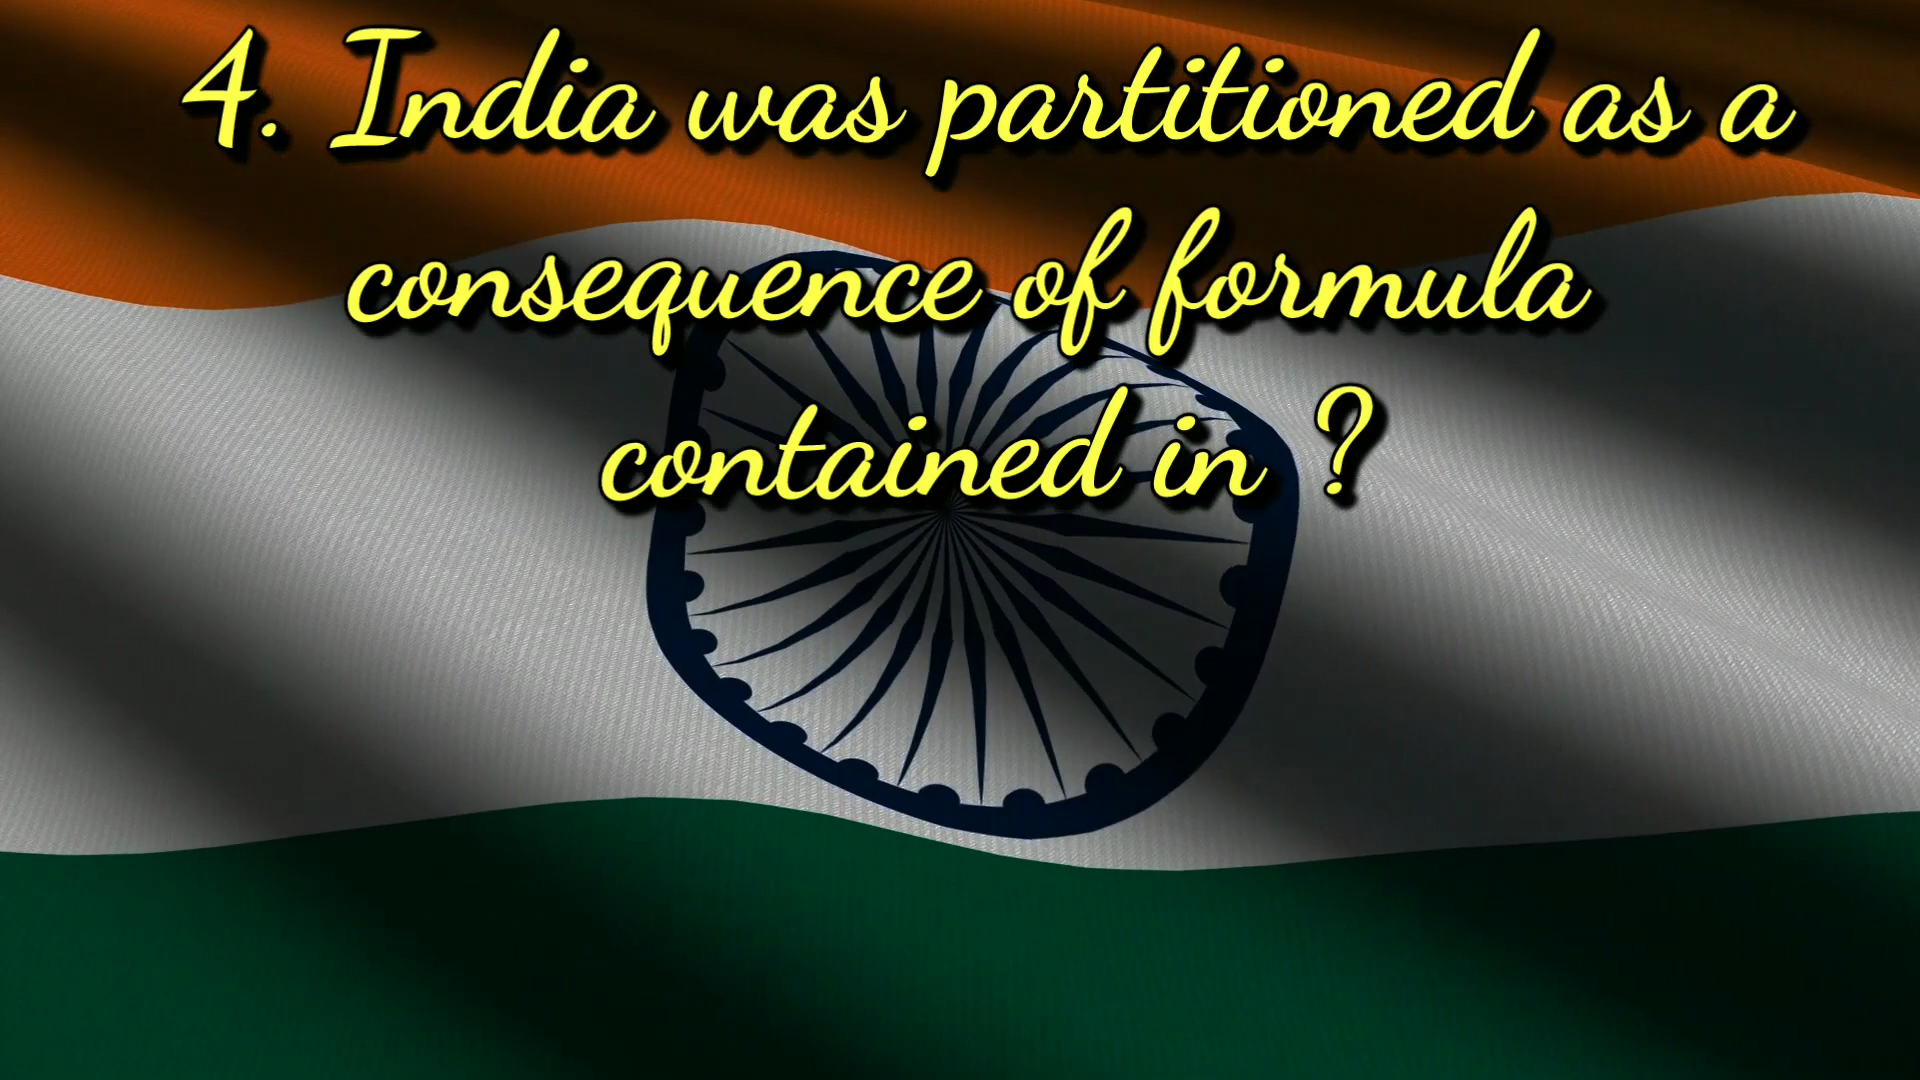 4. India was partitioned as a
consequence of formula
contained in ?